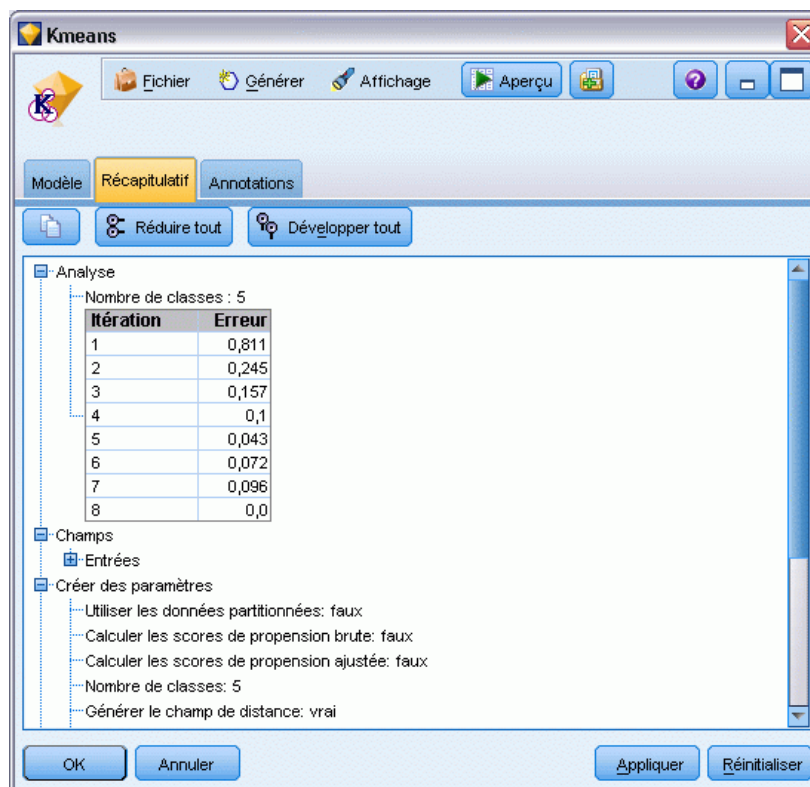 Kmeans
Fichier Générer Affichage Aperçu
Modèle Récapitulatif Annotations
Réduire tout Développer tout
Analyse
Nombre de classes : 5
Itération Erreur
1 0,811
2 0,245
3 0,157
4 0,1
5 0,043
6 0,072
7 0,096
8 0,0
Champs
Entrées
Créer des paramètres
Utiliser les données partitionnées: faux
Calculer les scores de propension brute: faux
Calculer les scores de propension ajustée: faux
Nombre de classes: 5
Générer le champ de distance: vrai
OK Annuler Appliquer Réinitialiser